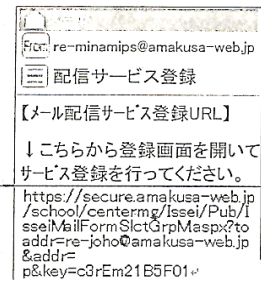 From re-minamips@amakusa-web.jp
配信サービス登録
【メール配信サービス登録URL】
↓こちらから登録画面を開いて
サービス登録を行ってください。
https://secure.amakusa-web.jp
/school/centermg/Issei/Pub/I
sseiMailFormSlctGrpMaspx?to
addr=re-joho@amakusa-web.jp
&addr=
p&key=c3rEm21B5F01↵